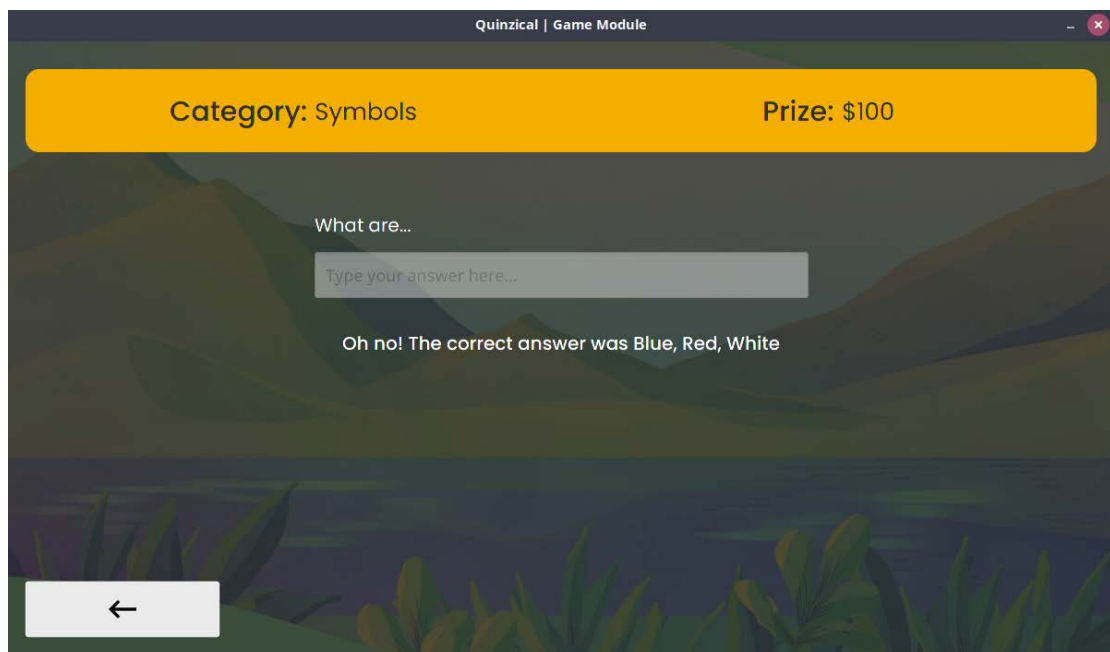 Quinzical | Game Module
Category: Symbols
Prize: $100
What are...
Type your answer here...
Oh no! The correct answer was Blue, Red, White